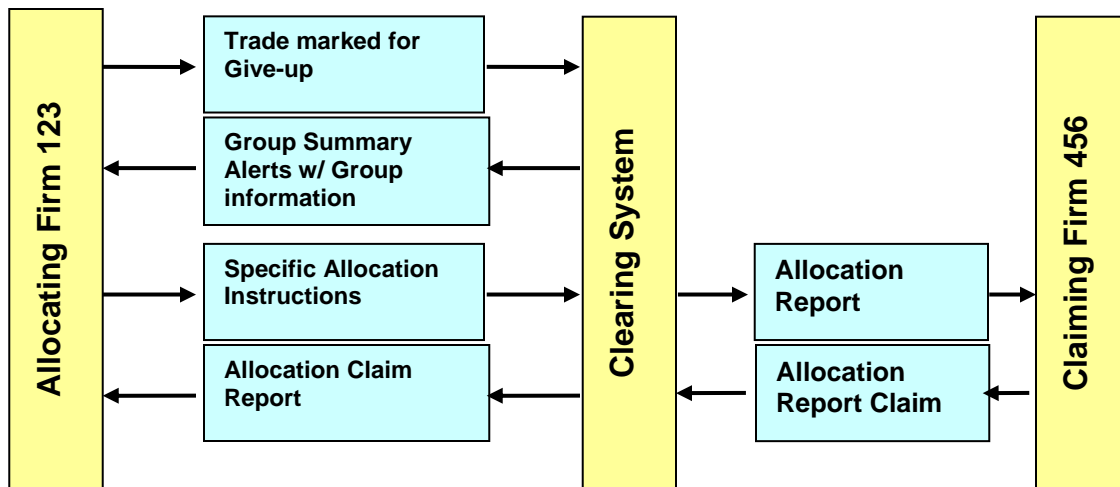 Allocating Firm 123
Trade marked for
Give-up
Group Summary
Alerts w/ Group
information
Specific Allocation
Instructions
Allocation Claim
Report
Clearing System
Allocation
Report
Allocation
Report Claim
Claiming Firm 456